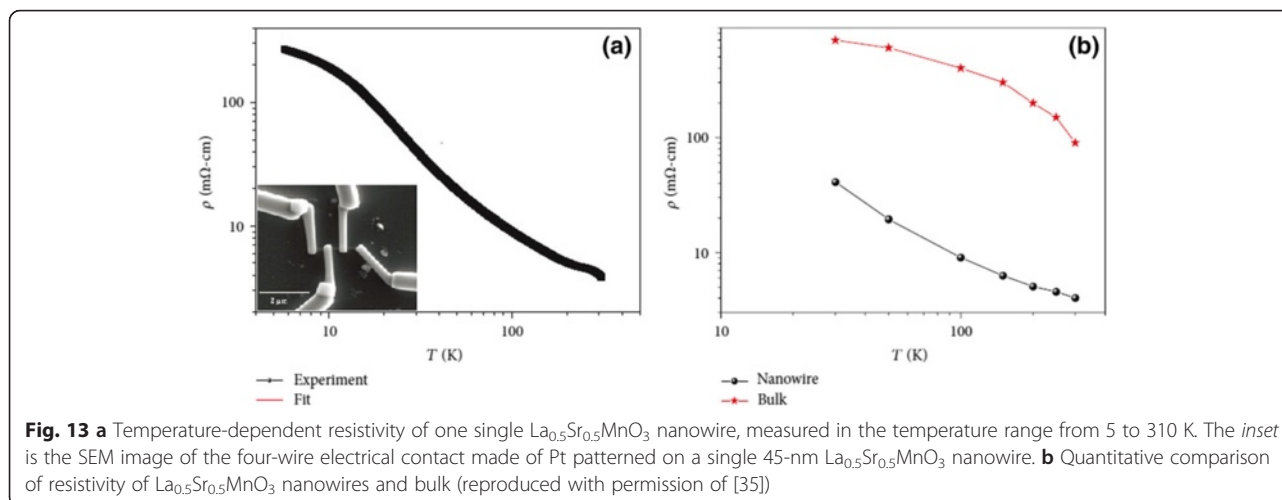 (a)
100
10
ρ (mΩ-cm)
2 μm
10
100
T (K)
Experiment
Fit
(b)
100
10
ρ (mΩ-cm)
10
100
T (K)
Nanowire
Bulk
Fig. 13 a Temperature-dependent resistivity of one single La0.5Sr0.5MnO3 nanowire, measured in the temperature range from 5 to 310 K. The inset
is the SEM image of the four-wire electrical contact made of Pt patterned on a single 45-nm La0.5Sr0.5MnO3 nanowire. b Quantitative comparison
of resistivity of La0.5Sr0.5MnO3 nanowires and bulk (reproduced with permission of [35])